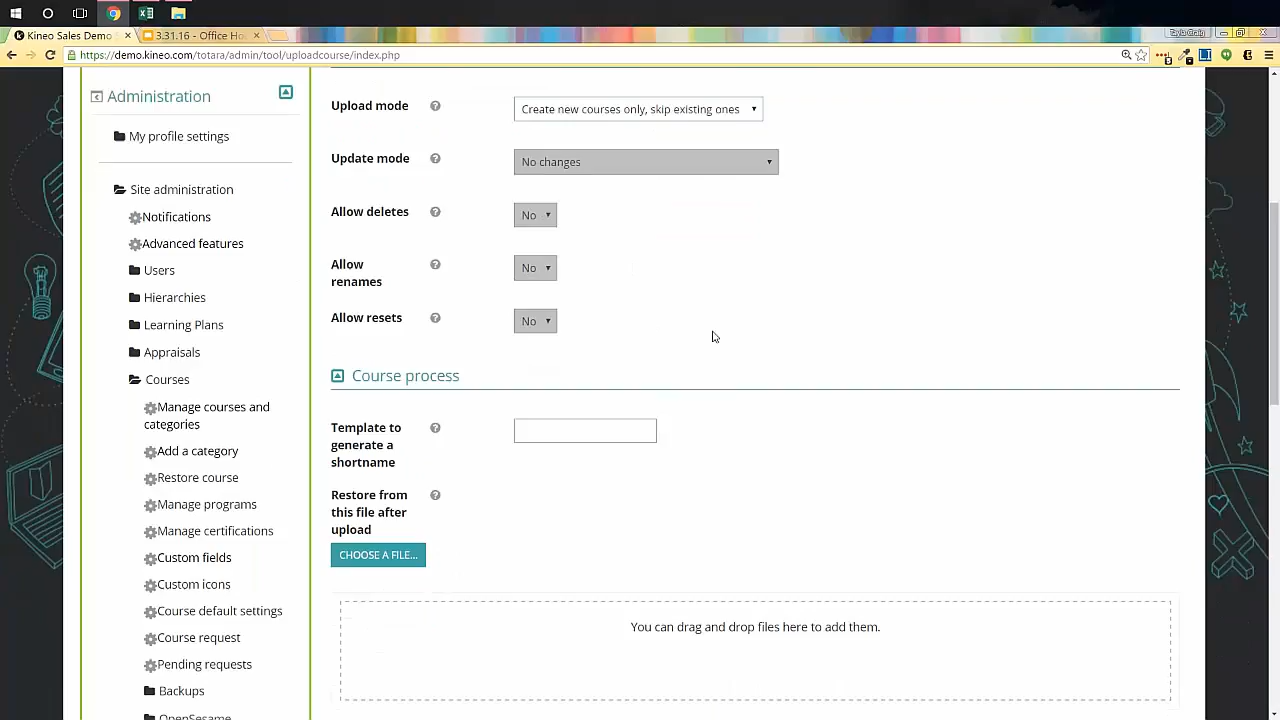 Kineo Sales Demo
3.31.16 - Office Ho
Tayla Craig
https://demo.kineo.com/totara/admin/tool/uploadcourse/index.php
Administration
My profile settings
Site administration
Notifications
Advanced features
Users
Hierarchies
Learning Plans
Appraisals
Courses
Manage courses and
categories
Add a category
Restore course
Manage programs
Manage certifications
Custom fields
Custom icons
Course default settings
Course request
Pending requests
Backups
OpenSesame
Upload mode
Create new courses only, skip existing ones
Update mode
No changes
Allow deletes
No
Allow
renames
No
Allow resets
No
Course process
Template to
generate a
shortname
Restore from
this file after
upload
CHOOSE A FILE...
You can drag and drop files here to add them.